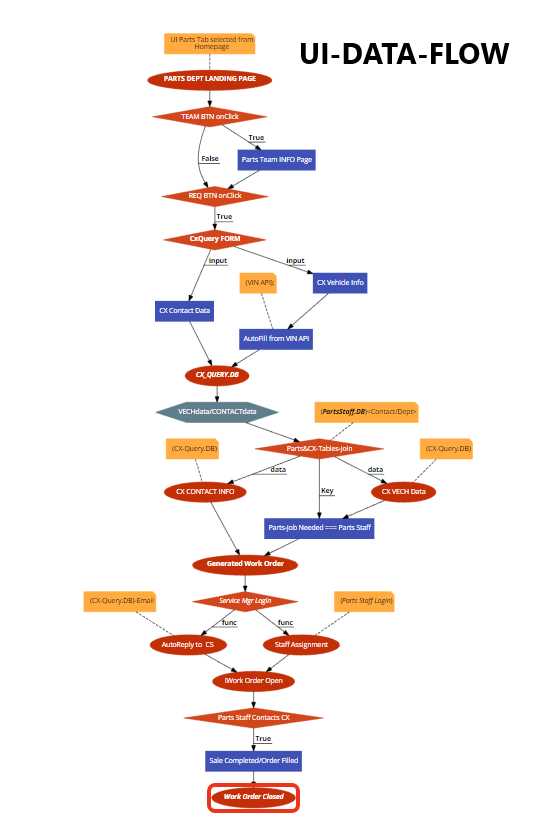 UI Parts Tab selected from
Homepage
UI-DATA-FLOW
PARTS DEPT LANDING PAGE
TEAM BTN onClick
True
False
Parts Team INFO Page
REQ BTN onClick
True
CxQuery FORM
input
input
(VIN API);
CX Vehicle Info
CX Contact Data
AutoFill from VIN API
CX_QUERY.DB
VECHdata/CONTACTdata
(PartsStaff.DB)<Contact/Dept>
(CX-Query.DB)
Parts&CX-Tables-Join
(CX-Query.DB)
data
data
CX CONTACT INFO
Key
CX VECH Data
Parts-Job Needed === Parts Staff
Generated Work Order
Service Mgr Login
(CX-Query.DB)-Email
(Parts Staff Login)
func
func
AutoReply to CS
Staff Assignment
!Work Order Open
Parts Staff Contacts CX
True
Sale Completed/Order Filled
Work Order Closed